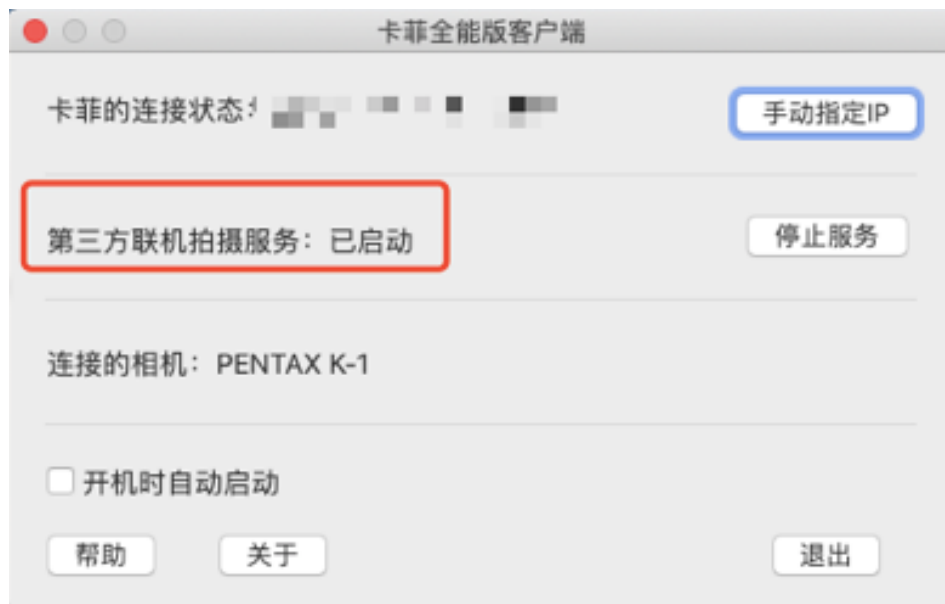 卡菲全能版客户端
卡菲的连接状态:
手动指定IP
第三方联机拍摄服务：已启动
停止服务
连接的相机：PENTAX K-1
开机时自动启动
帮助
关于
退出